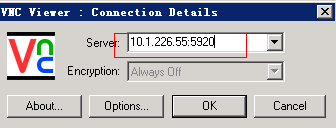 VNC Viewer : Connection Details
Server: 10.1.226.55:5920
Encryption: Always Off
About... Options... OK Cancel